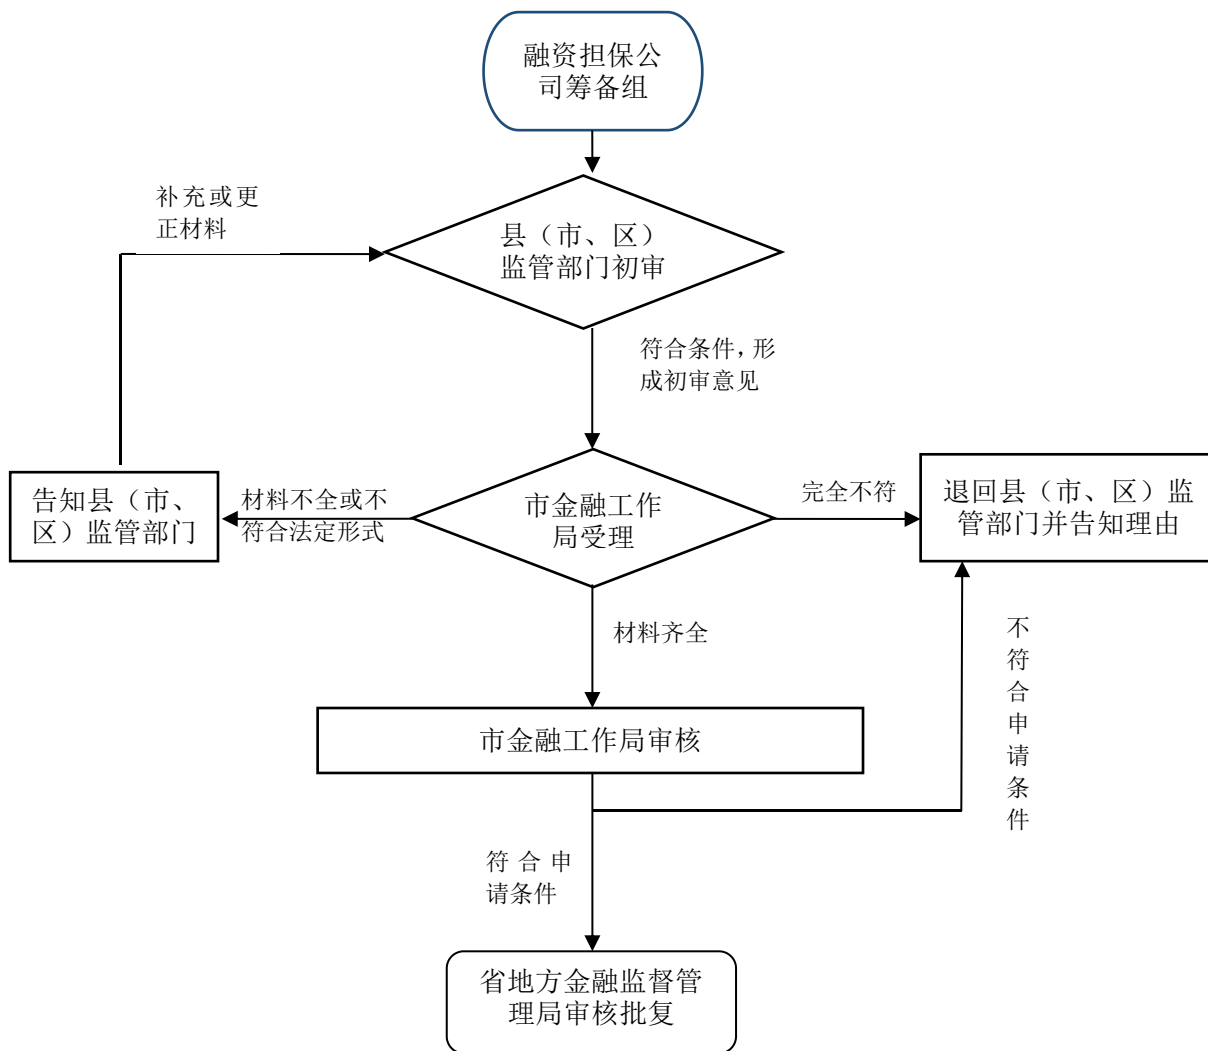 融资担保公
司筹备组
补充或更
正材料
县（市、区）
监管部门初审
符合条件，形
成初审意见
告知县（市、
区）监管部门
材料不全或不
符合法定形式
市金融工作
局受理
完全不符
退回县（市、区）监
管部门并告知理由
材料齐全
不
符
合
申
请
条
件
市金融工作局审核
符合申
请条件
省地方金融监督管
理局审核批复